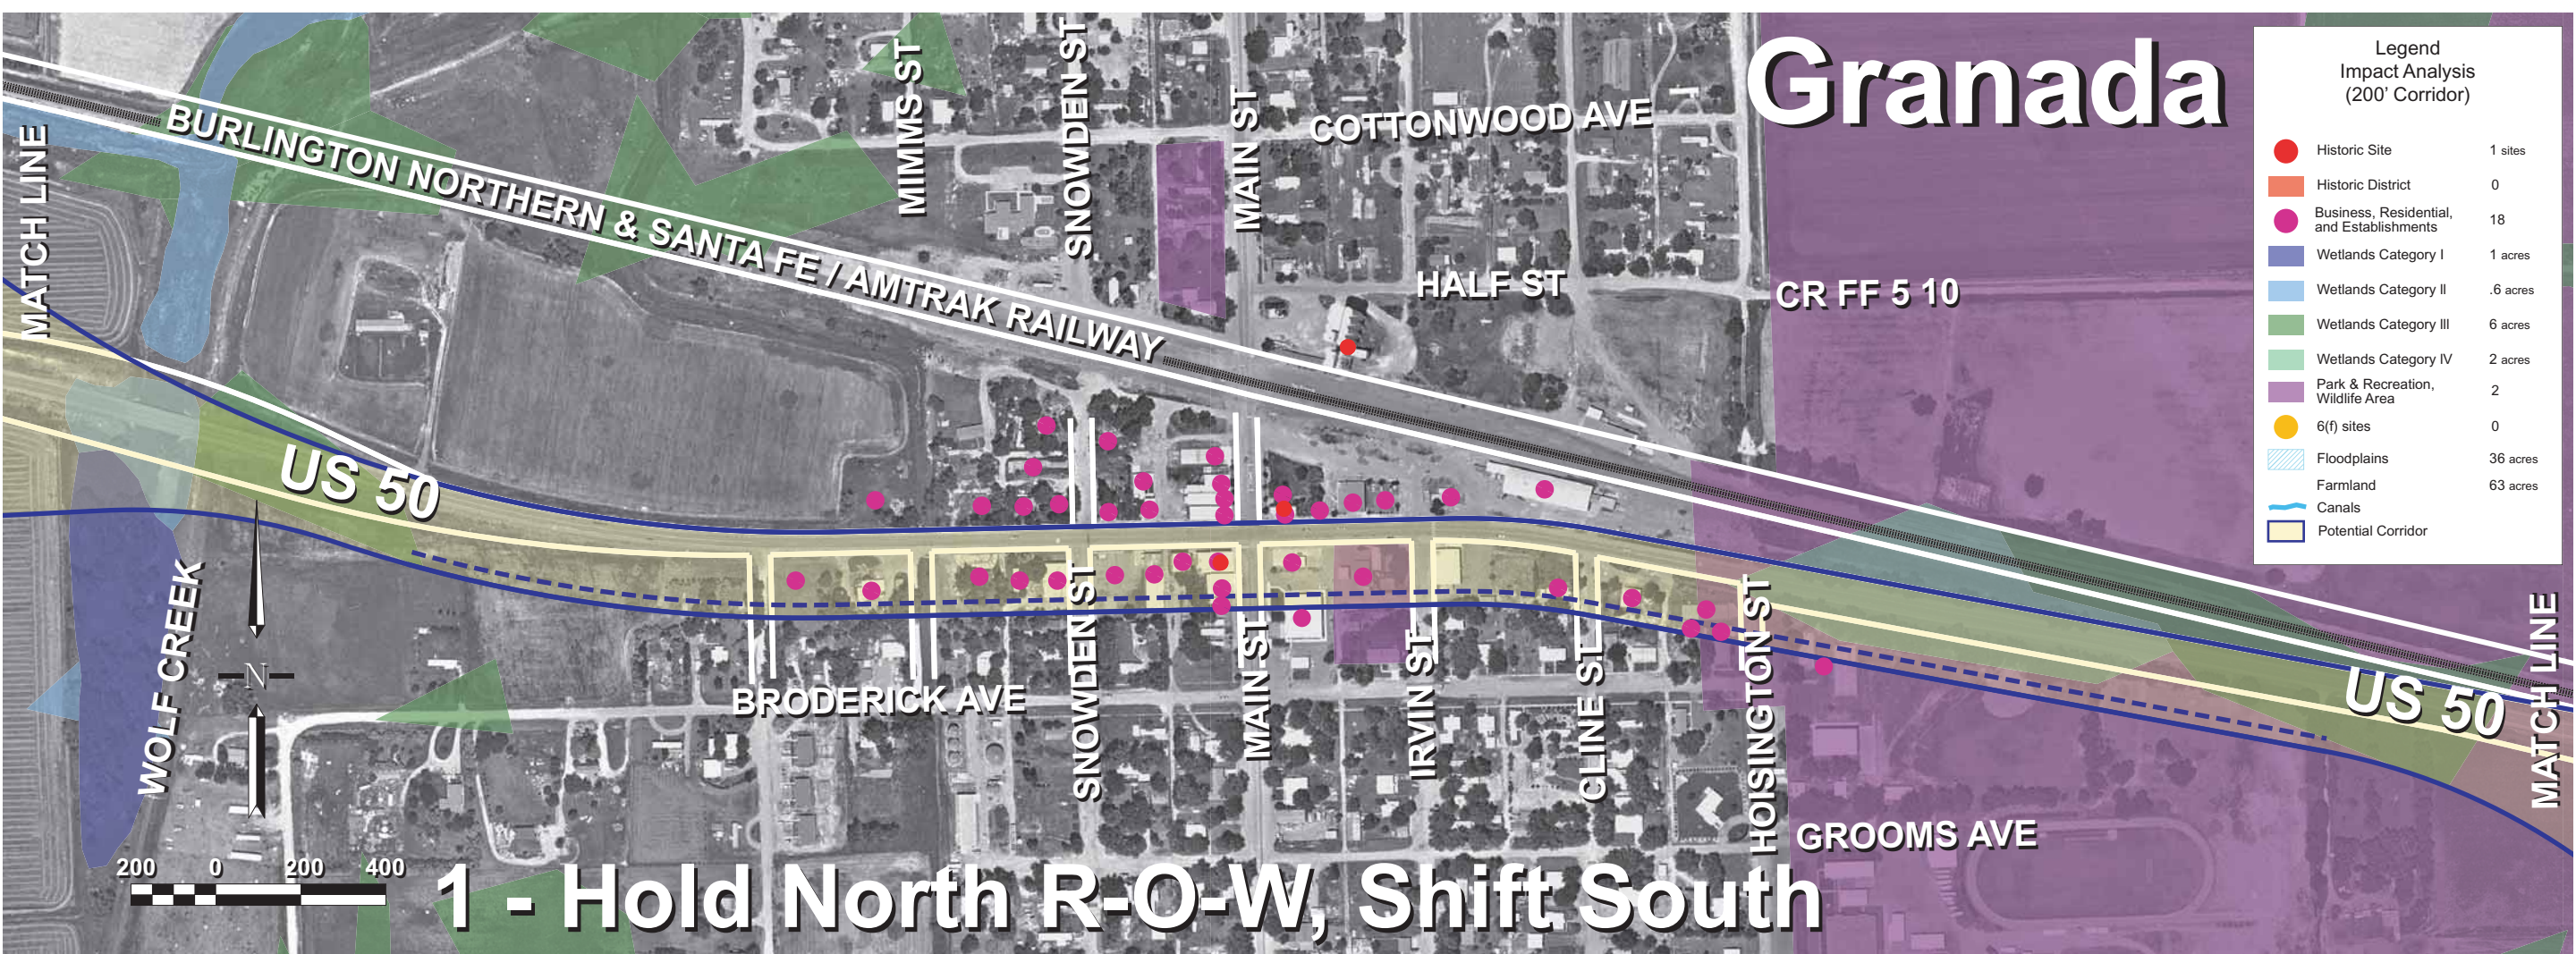 Granada
Legend
Impact Analysis
(200' Corridor)
Historic Site 1 sites
Historic District 0
Business, Residential,
and Establishments 18
Wetlands Category I 1 acres
Wetlands Category II .6 acres
Wetlands Category III 6 acres
Wetlands Category IV 2 acres
Park & Recreation,
Wildlife Area 2
6(f) sites 0
Floodplains 36 acres
Farmland 63 acres
Canals
Potential Corridor
MATCH LINE
BURLINGTON NORTHERN & SANTA FE / AMTRAK RAILWAY
MIMMS ST
SNOWDEN ST
MAIN ST
COTTONWOOD AVE
HALF ST
CR FF 5 10
US 50
WOLF CREEK
N
BRODERICK AVE
SNOWDEN ST
MAIN ST
IRVIN ST
CLINE ST
HOISINGTON ST
GROOMS AVE
US 50
MATCH LINE
200 0 200 400
1 - Hold North R-O-W, Shift South